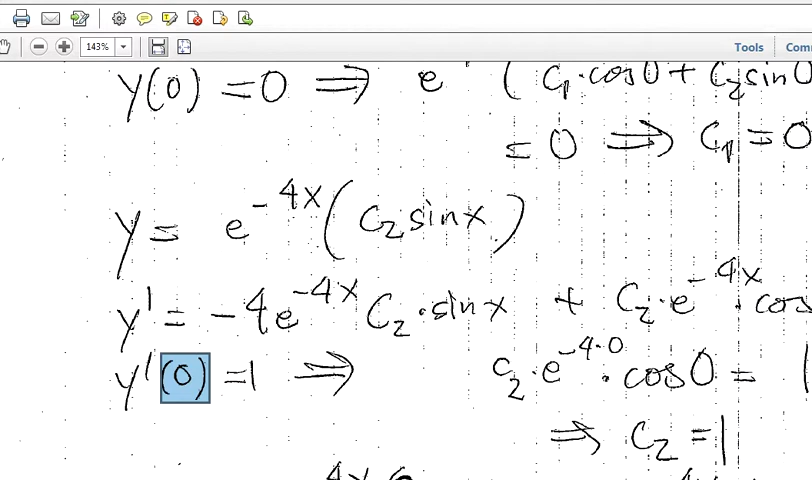 143% Tools Com
y(0) = 0 ⟹ e (C₁·cos0 + C₂sin0
= 0 ⟹ C₁ = 0
y = e^-4x (C₂ sinx)
y' = -4e^-4x C₂·sinx + C₂·e^-4x·cos
y'(0) = 1 ⟹ C₂·e^-4·0·cos0 = 1
⟹ C₂ = 1